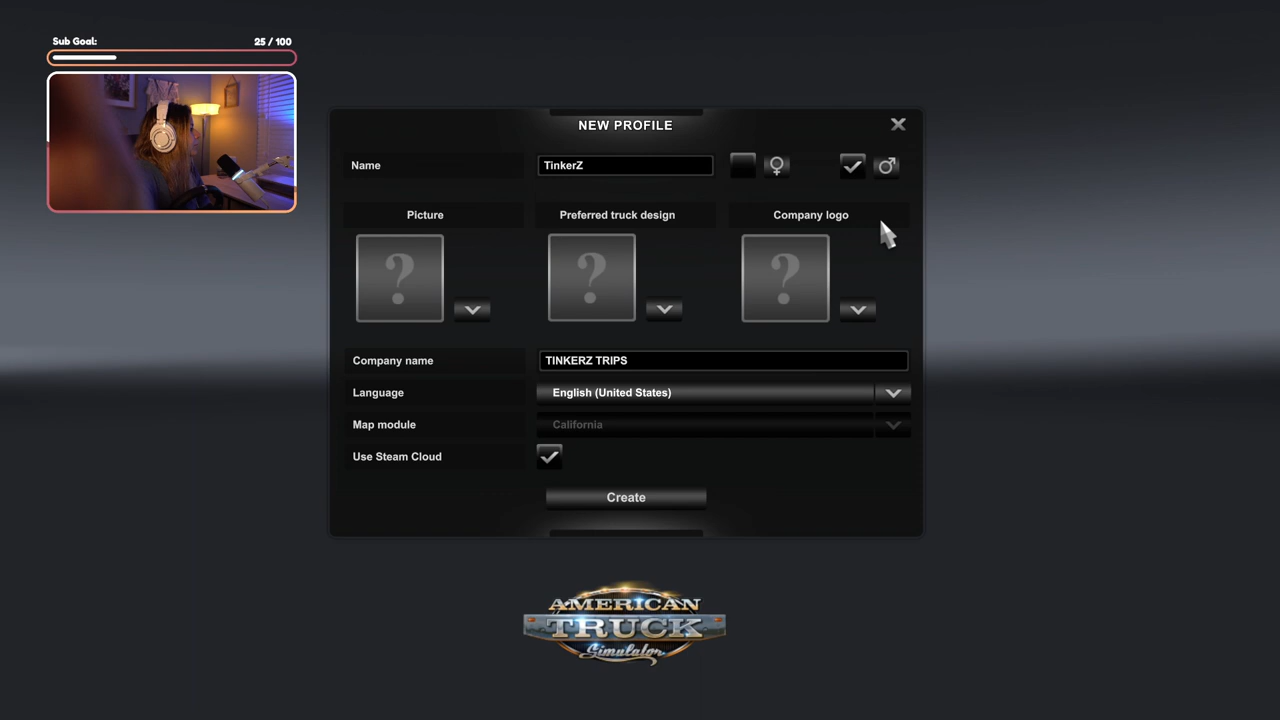 Sub Goal: 25 / 100
NEW PROFILE
Name TinkerZ
Picture Preferred truck design Company logo
? ? ?
Company name TINKERZ TRIPS
Language English (United States)
Map module California
Use Steam Cloud
Create
AMERICAN
TRUCK
Simulator